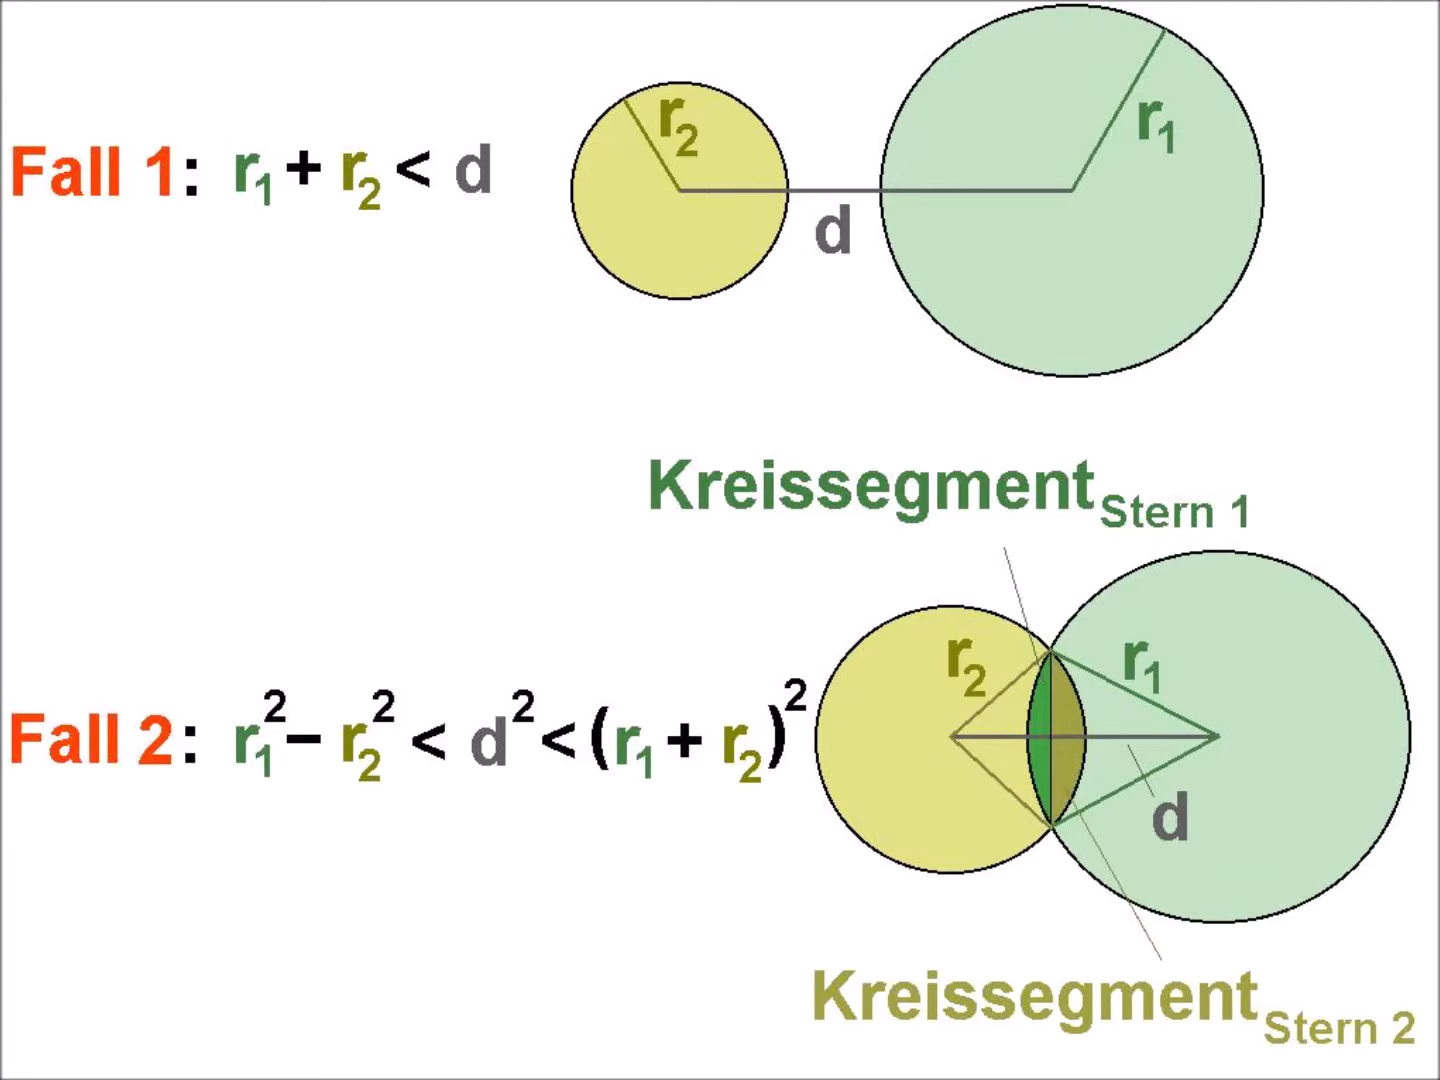 Fall 1: r₁ + r₂ < d
r₂
r₁
d
Kreissegment Stern 1
Fall 2: r₁² − r₂² < d² < (r₁ + r₂)²
r₂
r₁
d
Kreissegment Stern 2